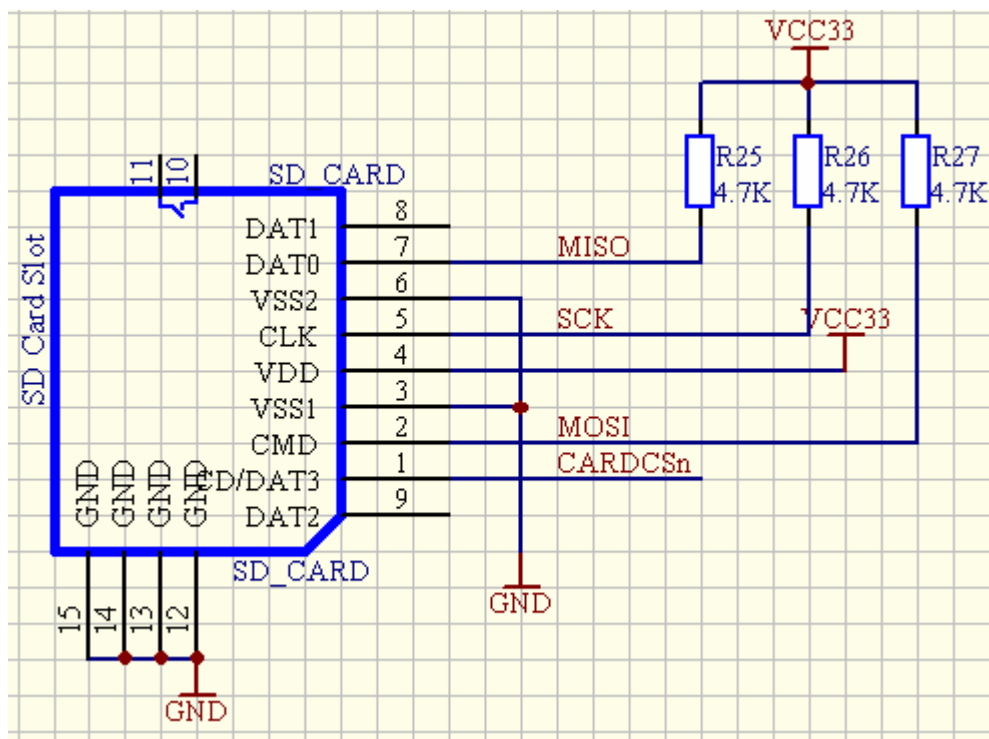 VCC33
R25
4.7K
R26
4.7K
R27
4.7K
11
10
SD_CARD
SD Card Slot
DAT1
8
DAT0
7
MISO
VSS2
6
CLK
5
SCK
VCC33
VDD
4
VSS1
3
CMD
2
MOSI
CD/DAT3
1
CARDCSn
DAT2
9
GND
GND
GND
GND
SD_CARD
15
14
13
12
GND
GND